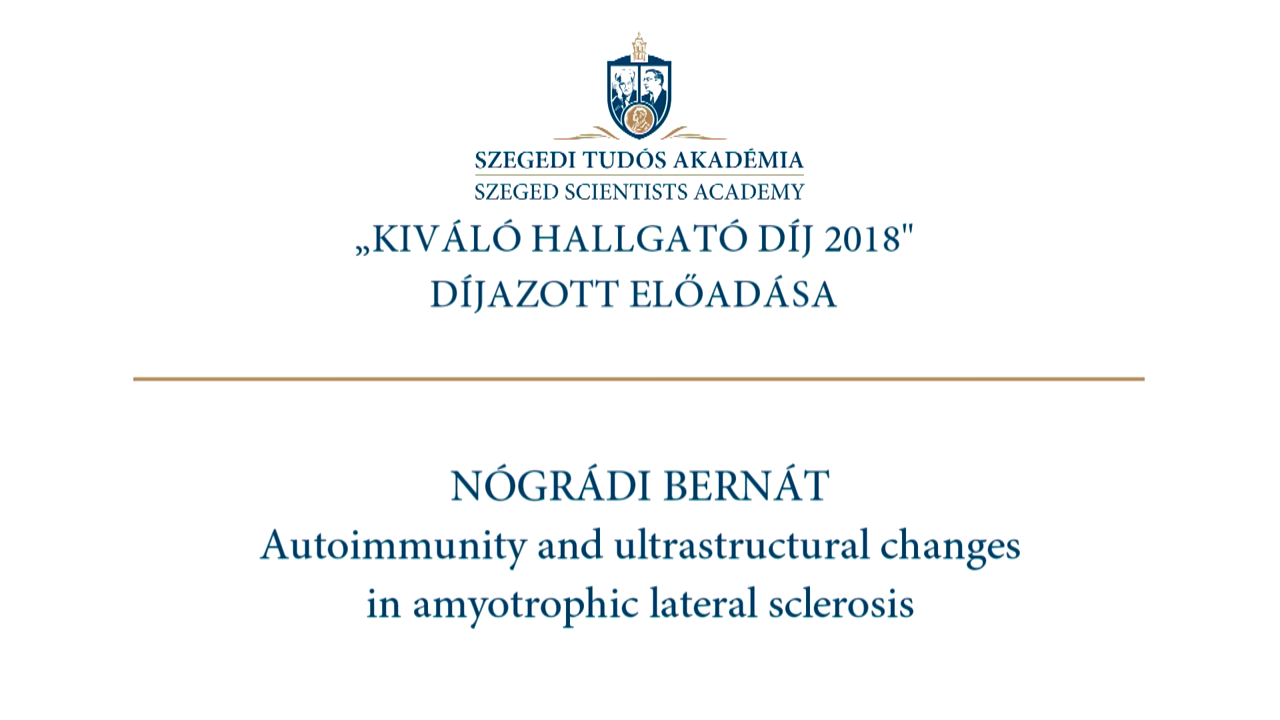 SZEGEDI TUDÓS AKADÉMIA
SZEGED SCIENTISTS ACADEMY
„KIVÁLÓ HALLGATÓ DÍJ 2018"
DÍJAZOTT ELŐADÁSA
NÓGRÁDI BERNÁT
Autoimmunity and ultrastructural changes
in amyotrophic lateral sclerosis